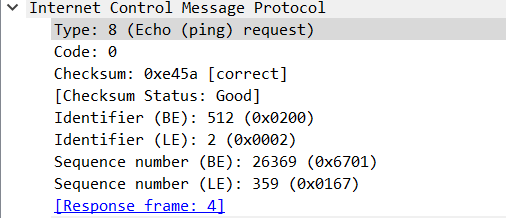 Internet Control Message Protocol
Type: 8 (Echo (ping) request)
Code: 0
Checksum: 0xe45a [correct]
[Checksum Status: Good]
Identifier (BE): 512 (0x0200)
Identifier (LE): 2 (0x0002)
Sequence number (BE): 26369 (0x6701)
Sequence number (LE): 359 (0x0167)
[Response frame: 4]